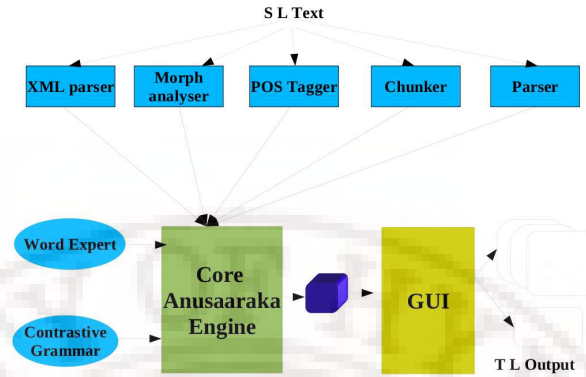 S L Text
XML parser
Morph
analyser
POS Tagger
Chunker
Parser
Word Expert
Contrastive
Grammar
Core
Anusaaraka
Engine
GUI
T L Output